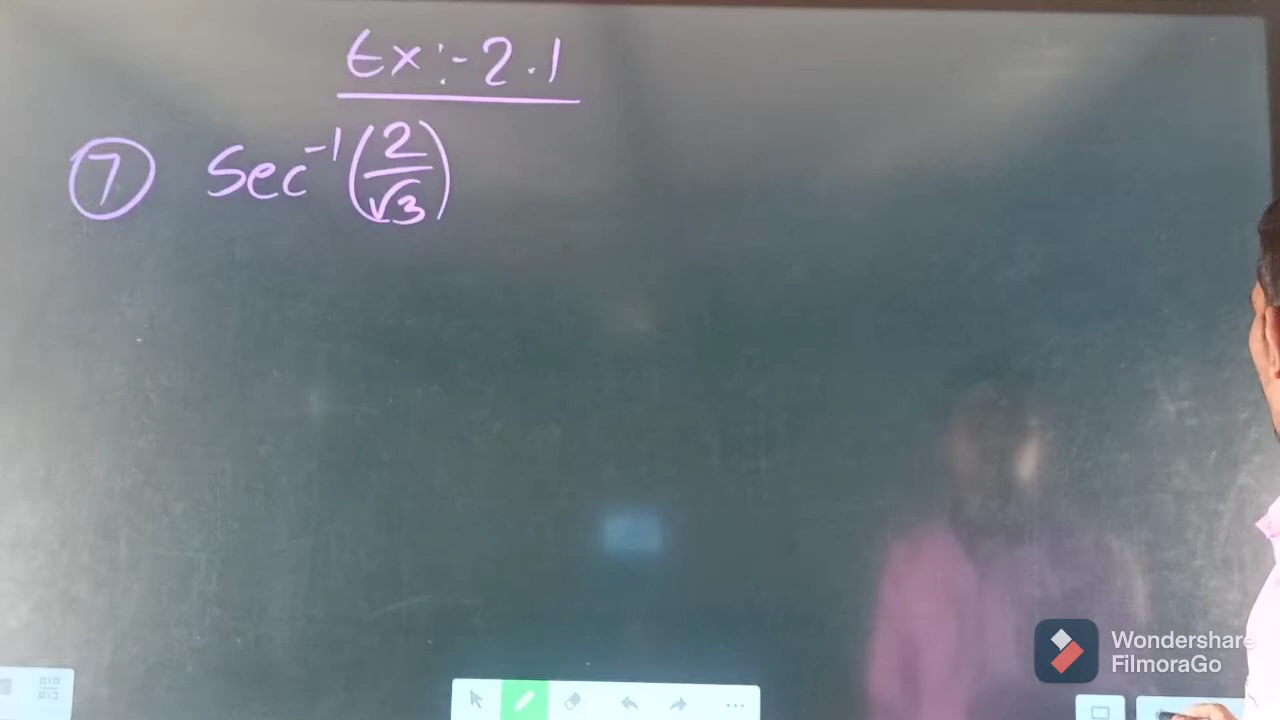 Ex:- 2.1
⑦ Sec⁻¹(2/√3)
Wondershare
FilmoraGo